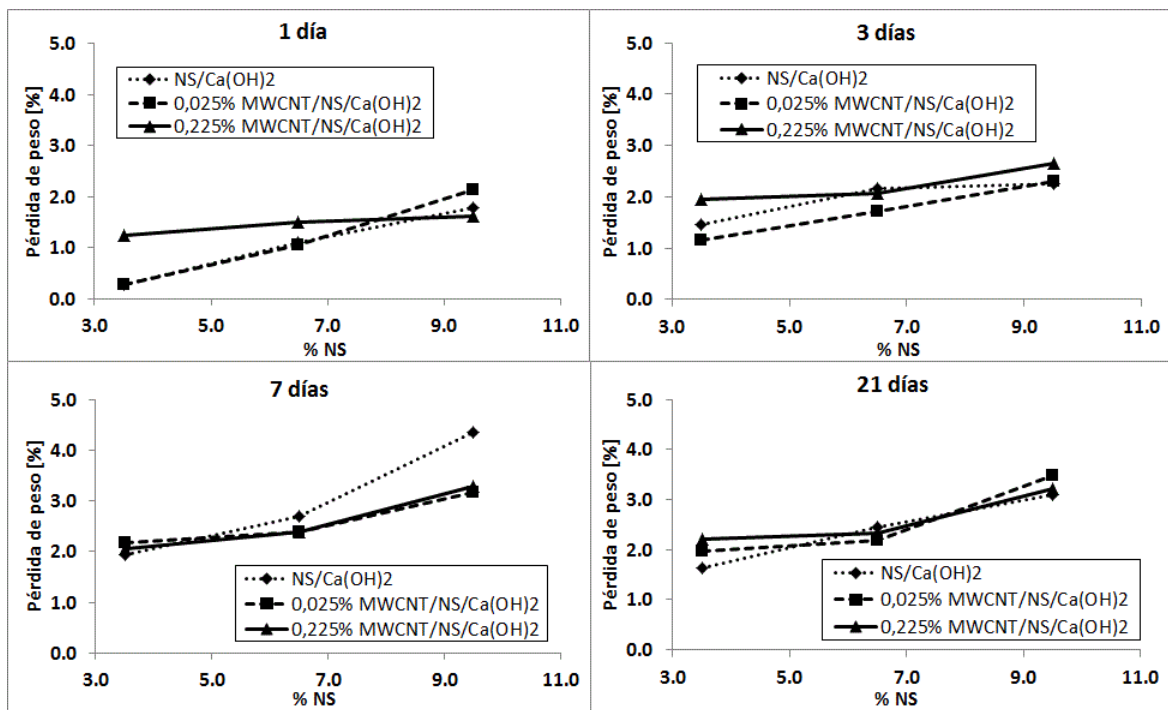 1 día
Pérdida de peso [%]
5.0
4.0
3.0
2.0
1.0
0.0
NS/Ca(OH)2
0,025% MWCNT/NS/Ca(OH)2
0,225% MWCNT/NS/Ca(OH)2
3.0 5.0 7.0 9.0 11.0
% NS
3 días
Pérdida de peso [%]
5.0
4.0
3.0
2.0
1.0
0.0
NS/Ca(OH)2
0,025% MWCNT/NS/Ca(OH)2
0,225% MWCNT/NS/Ca(OH)2
3.0 5.0 7.0 9.0 11.0
% NS
7 días
Pérdida de peso [%]
5.0
4.0
3.0
2.0
1.0
0.0
NS/Ca(OH)2
0,025% MWCNT/NS/Ca(OH)2
0,225% MWCNT/NS/Ca(OH)2
3.0 5.0 7.0 9.0 11.0
% NS
21 días
Pérdida de peso [%]
5.0
4.0
3.0
2.0
1.0
0.0
NS/Ca(OH)2
0,025% MWCNT/NS/Ca(OH)2
0,225% MWCNT/NS/Ca(OH)2
3.0 5.0 7.0 9.0 11.0
% NS